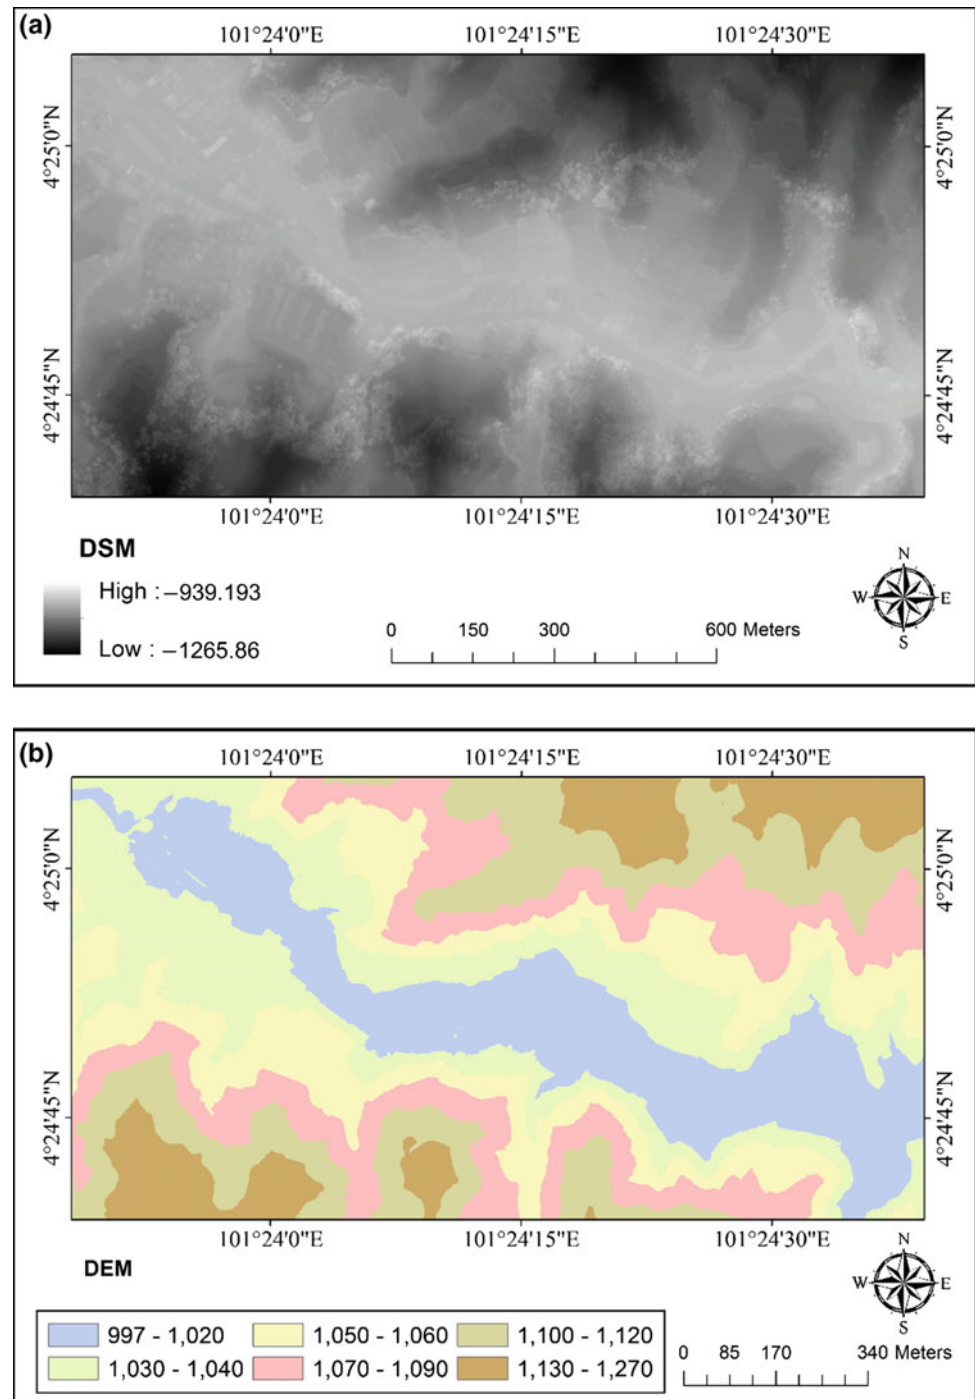 (a)
101°24'0"E 101°24'15"E 101°24'30"E
4°25'0"N 4°25'0"N
4°24'45"N 4°24'45"N
101°24'0"E 101°24'15"E 101°24'30"E
DSM
High : –939.193
Low : –1265.86
0 150 300 600 Meters
N
W E
S
(b)
101°24'0"E 101°24'15"E 101°24'30"E
4°25'0"N 4°25'0"N
4°24'45"N 4°24'45"N
101°24'0"E 101°24'15"E 101°24'30"E
DEM
N
W E
S
997 - 1,020 1,050 - 1,060 1,100 - 1,120
1,030 - 1,040 1,070 - 1,090 1,130 - 1,270
0 85 170 340 Meters